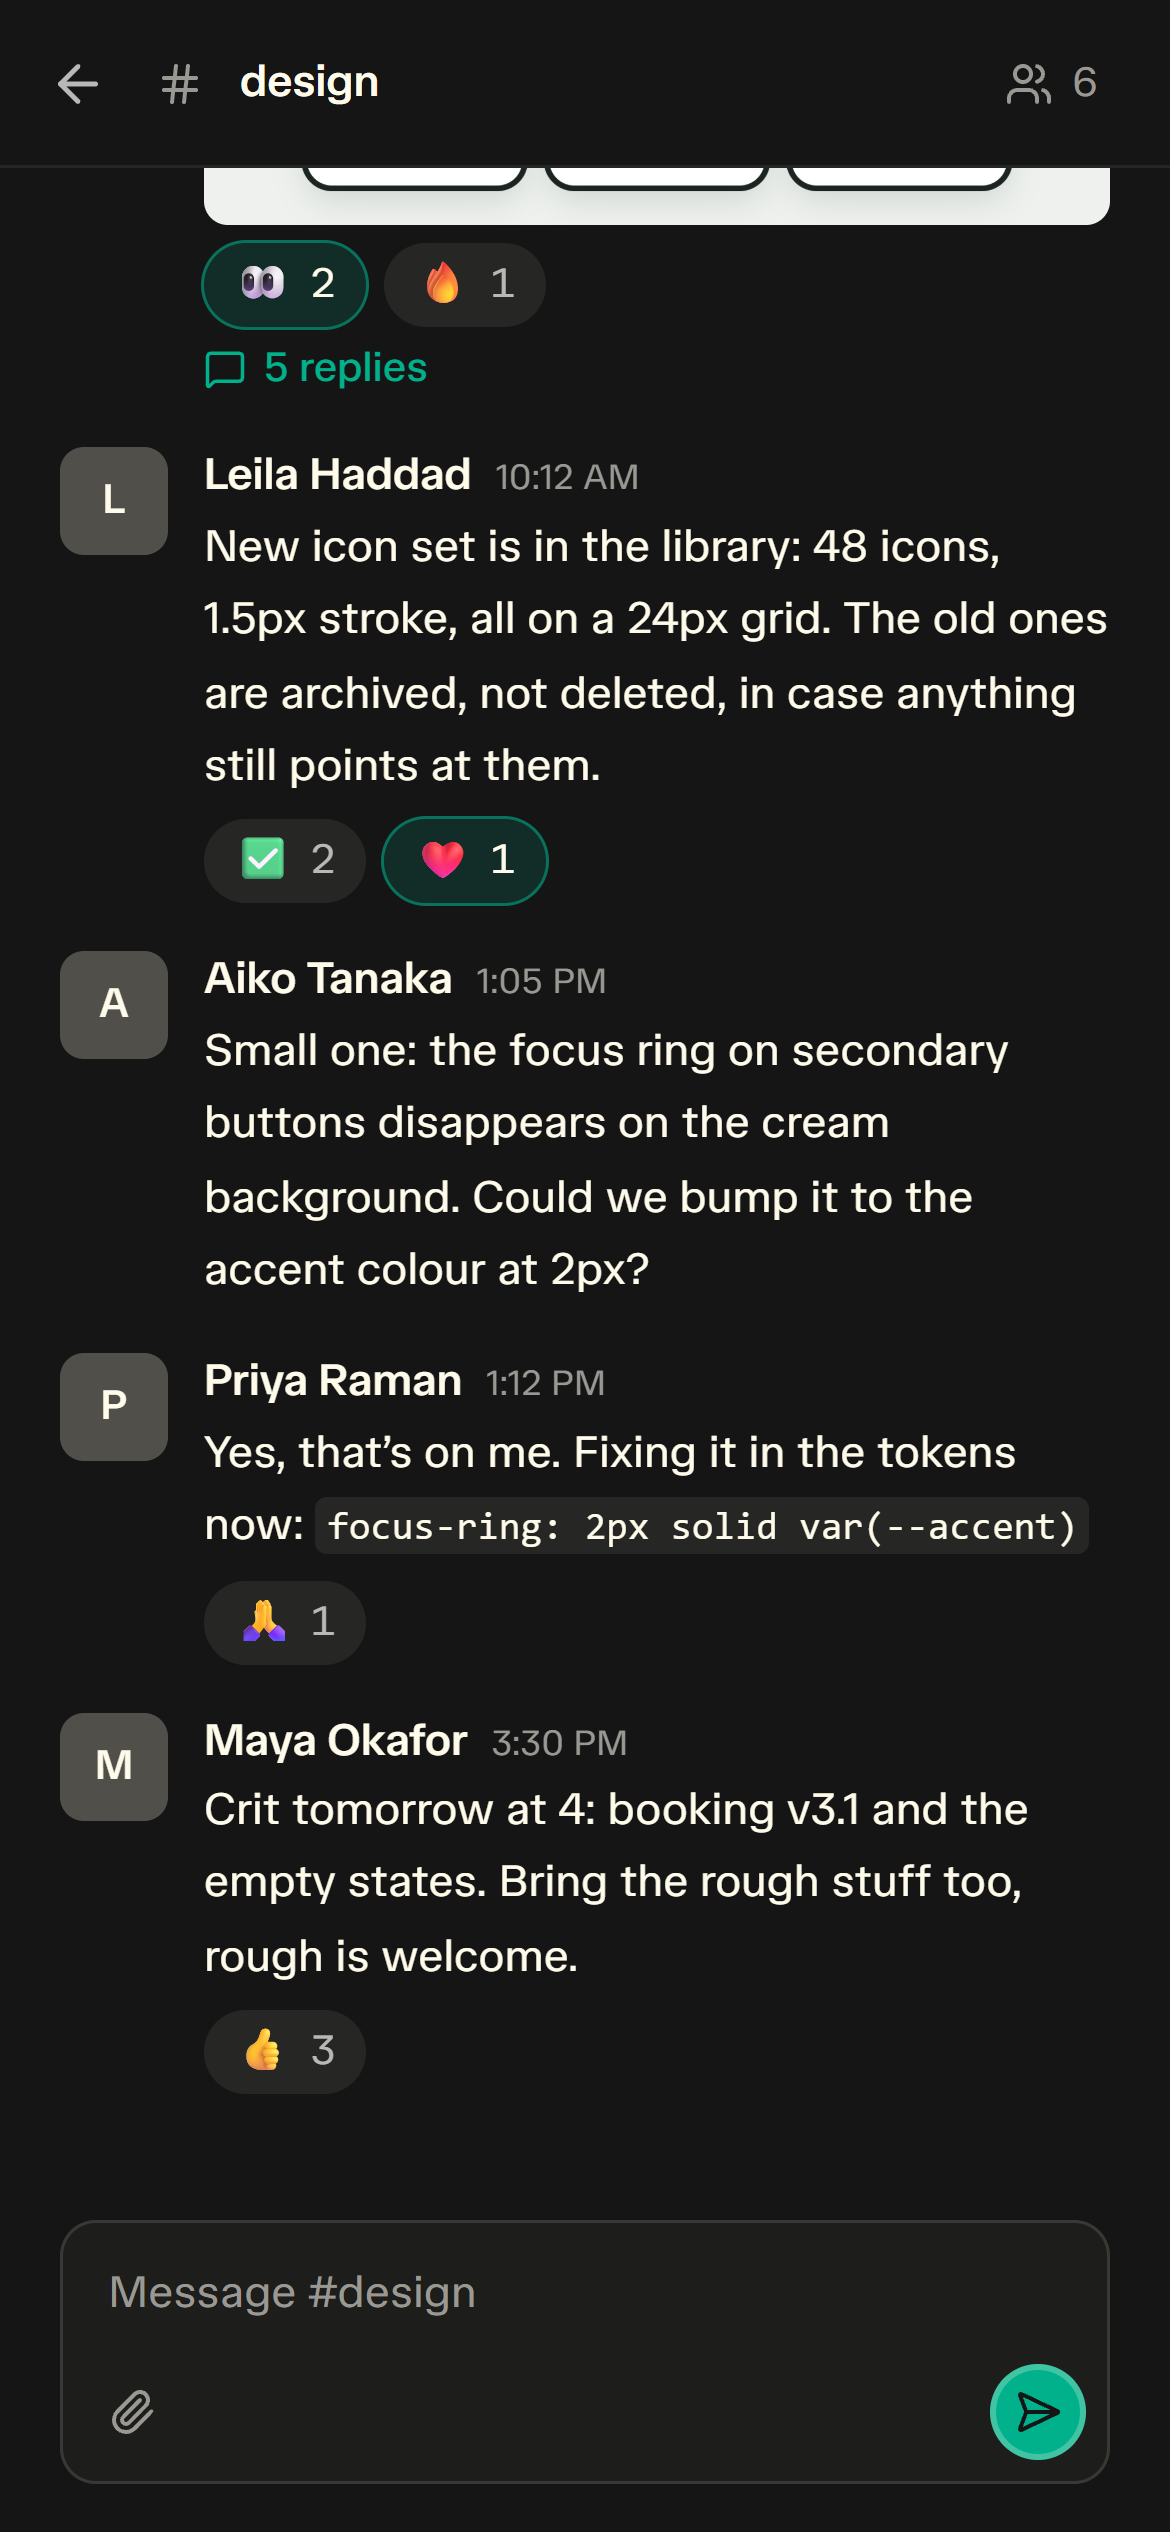 # design
6
👀 2 🔥 1
5 replies
L
Leila Haddad 10:12 AM
New icon set is in the library: 48 icons,
1.5px stroke, all on a 24px grid. The old ones
are archived, not deleted, in case anything
still points at them.
✅ 2 ❤️ 1
A
Aiko Tanaka 1:05 PM
Small one: the focus ring on secondary
buttons disappears on the cream
background. Could we bump it to the
accent colour at 2px?
P
Priya Raman 1:12 PM
Yes, that’s on me. Fixing it in the tokens
now: focus-ring: 2px solid var(--accent)
🙏 1
M
Maya Okafor 3:30 PM
Crit tomorrow at 4: booking v3.1 and the
empty states. Bring the rough stuff too,
rough is welcome.
👍 3
Message #design